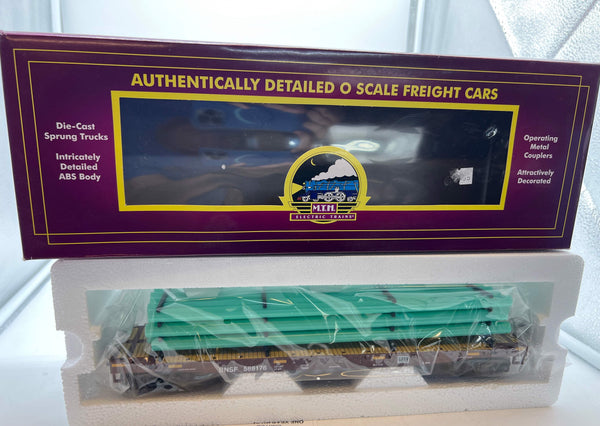 AUTHENTICALLY DETAILED O SCALE FREIGHT CARS
Die-Cast
Sprung Trucks
Intricately
Detailed
ABS Body
Operating
Metal
Couplers
Attractively
Decorated
M.T.H.
ELECTRIC TRAINS
BNSF 585176